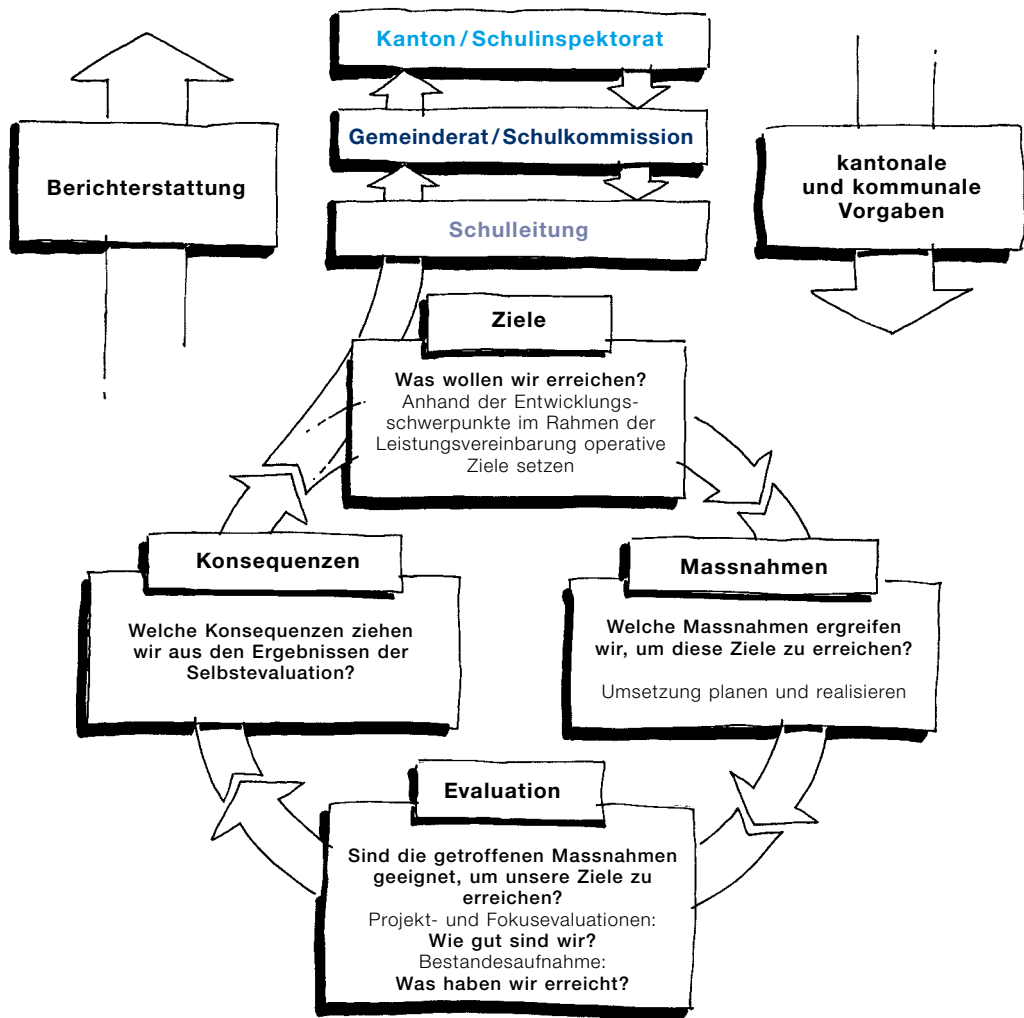 Kanton / Schulinspektorat
Gemeinderat / Schulkommission
Schulleitung
Berichterstattung
kantonale
und kommunale
Vorgaben
Ziele
Was wollen wir erreichen?
Anhand der Entwicklungs-
schwerpunkte im Rahmen der
Leistungsvereinbarung operative
Ziele setzen
Konsequenzen
Welche Konsequenzen ziehen
wir aus den Ergebnissen der
Selbstevaluation?
Massnahmen
Welche Massnahmen ergreifen
wir, um diese Ziele zu erreichen?
Umsetzung planen und realisieren
Evaluation
Sind die getroffenen Massnahmen
geeignet, um unsere Ziele zu
erreichen?
Projekt- und Fokusevaluationen:
Wie gut sind wir?
Bestandesaufnahme:
Was haben wir erreicht?